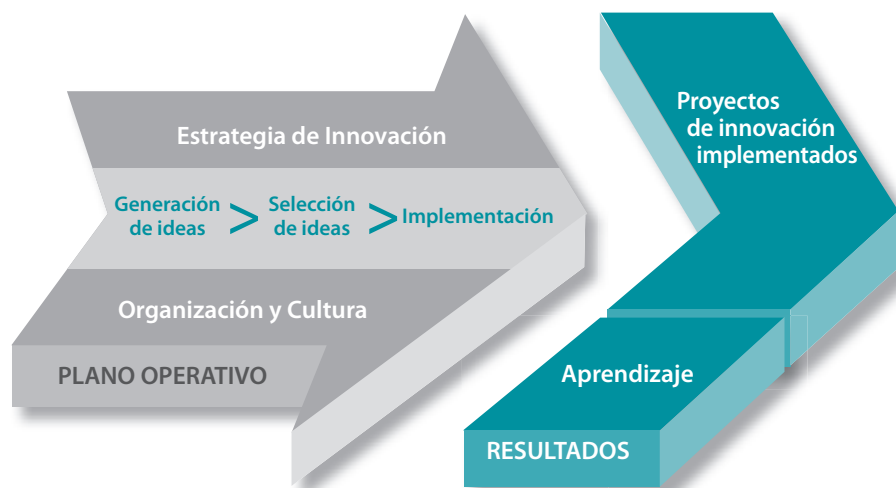 Estrategia de Innovación
Generación
de ideas
>
Selección
de ideas
>
Implementación
Organización y Cultura
PLANO OPERATIVO
Proyectos
de innovación
implementados
Aprendizaje
RESULTADOS